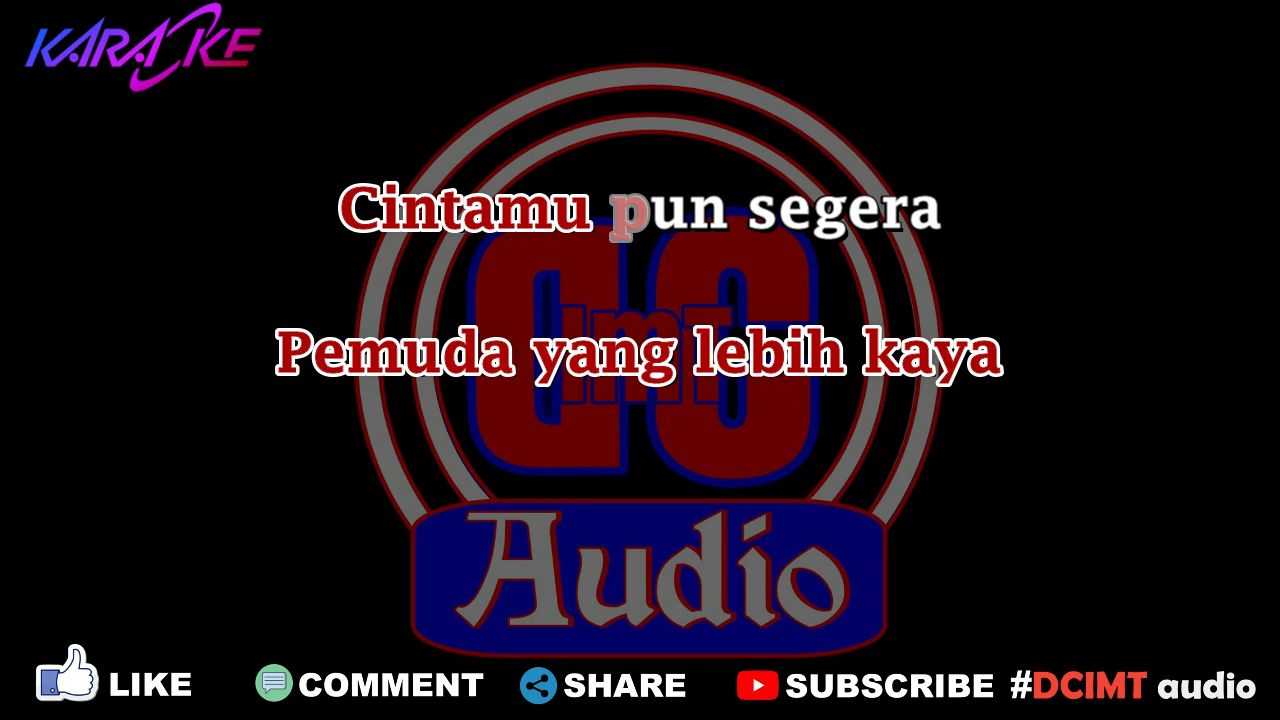 KARAOKE
Cintamu pun segera
Pemuda yang lebih kaya
DC
IMT
Audio
LIKE COMMENT SHARE SUBSCRIBE #DCIMT audio